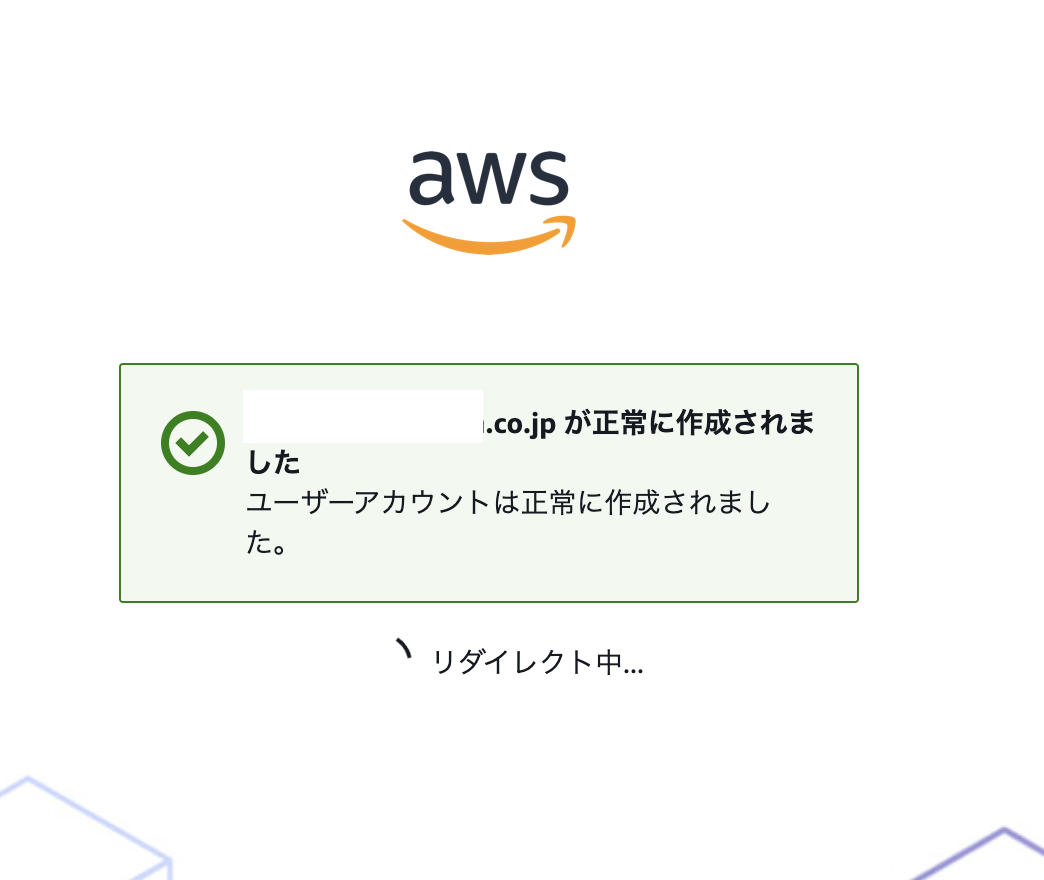 aws
.co.jp が正常に作成されま
した
ユーザーアカウントは正常に作成されまし
た。
リダイレクト中...